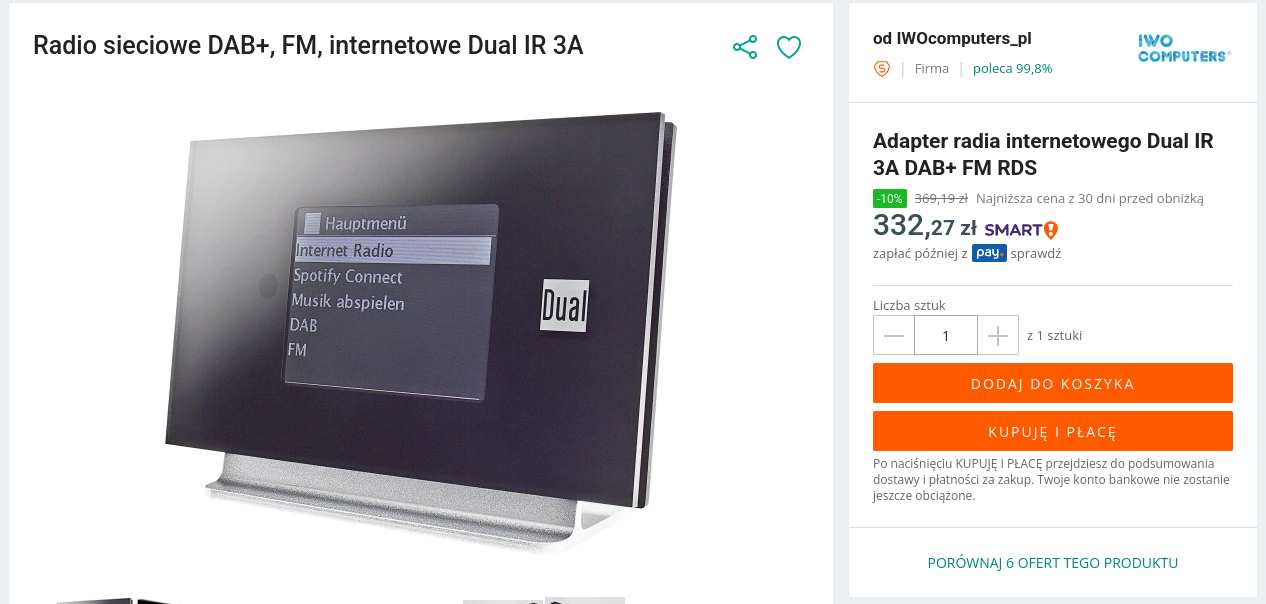 Radio sieciowe DAB+, FM, internetowe Dual IR 3A
Hauptmenü
Internet Radio
Spotify Connect
Musik abspielen
DAB
FM
Dual
od IWOcomputers_pl
Firma | poleca 99,8%
IWO
COMPUTERS
Adapter radia internetowego Dual IR
3A DAB+ FM RDS
-10% 369,19 zł Najniższa cena z 30 dni przed obniżką
332,27 zł SMART!
zapłać później z pay. sprawdź
Liczba sztuk
— 1 + z 1 sztuki
DODAJ DO KOSZYKA
KUPUJĘ I PŁACĘ
Po naciśnięciu KUPUJĘ I PŁACĘ przejdziesz do podsumowania
dostawy i płatności za zakup. Twoje konto bankowe nie zostanie
jeszcze obciążone.
PORÓWNAJ 6 OFERT TEGO PRODUKTU